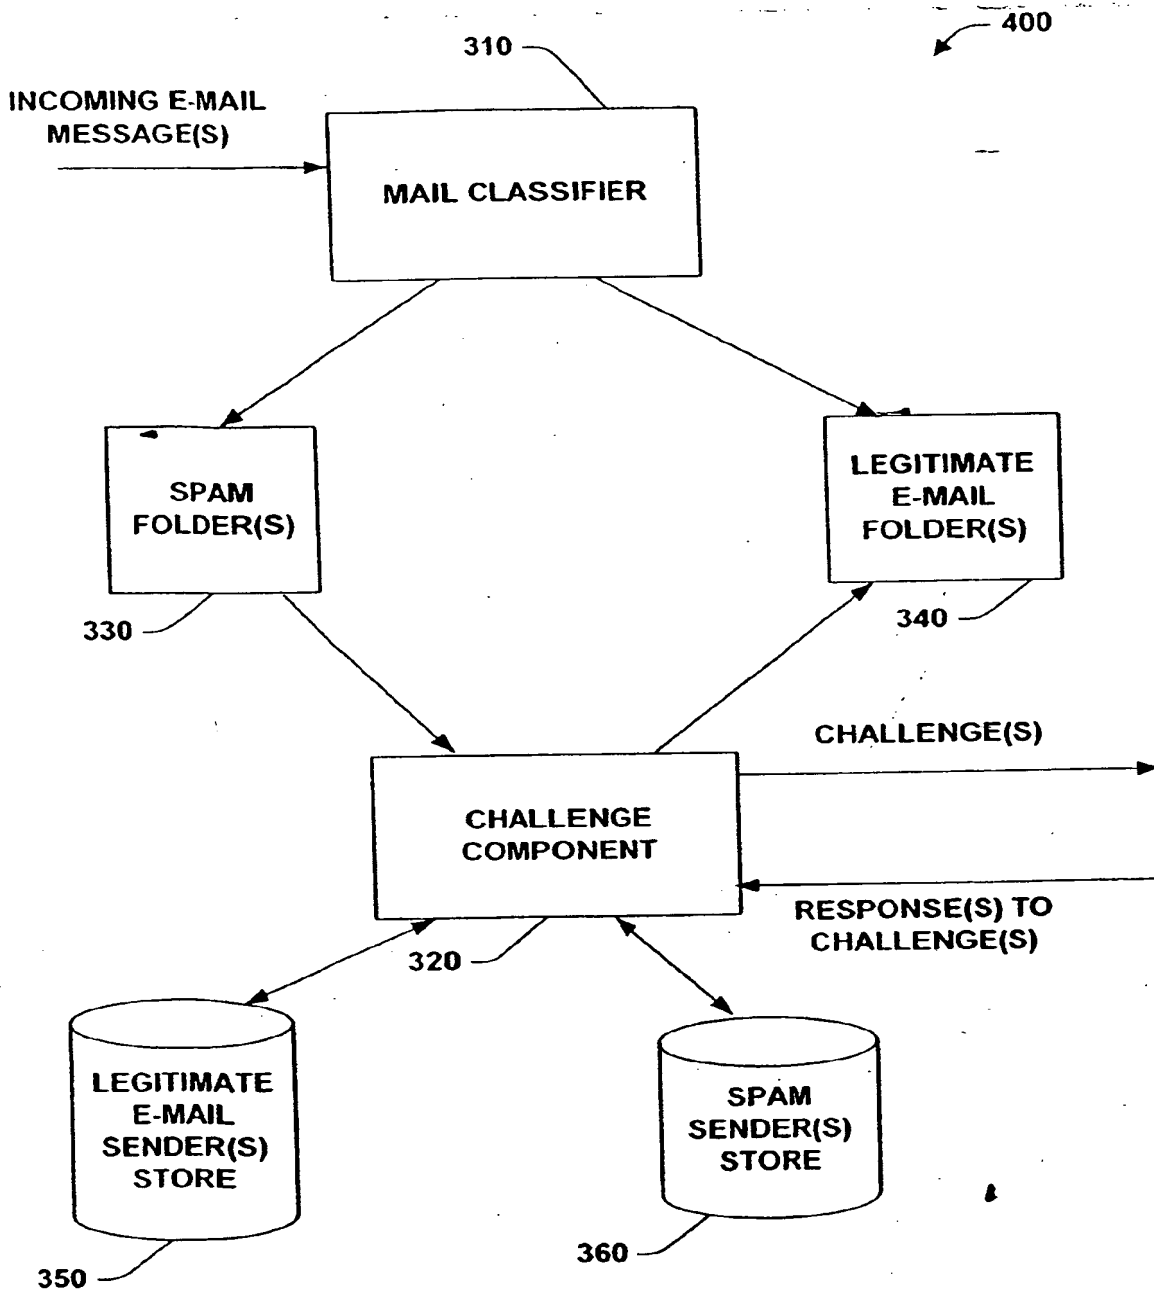 400
310
INCOMING E-MAIL
MESSAGE(S)
MAIL CLASSIFIER
SPAM
FOLDER(S)
LEGITIMATE
E-MAIL
FOLDER(S)
330
340
CHALLENGE(S)
CHALLENGE
COMPONENT
RESPONSE(S) TO
CHALLENGE(S)
320
LEGITIMATE
E-MAIL
SENDER(S)
STORE
SPAM
SENDER(S)
STORE
350
360